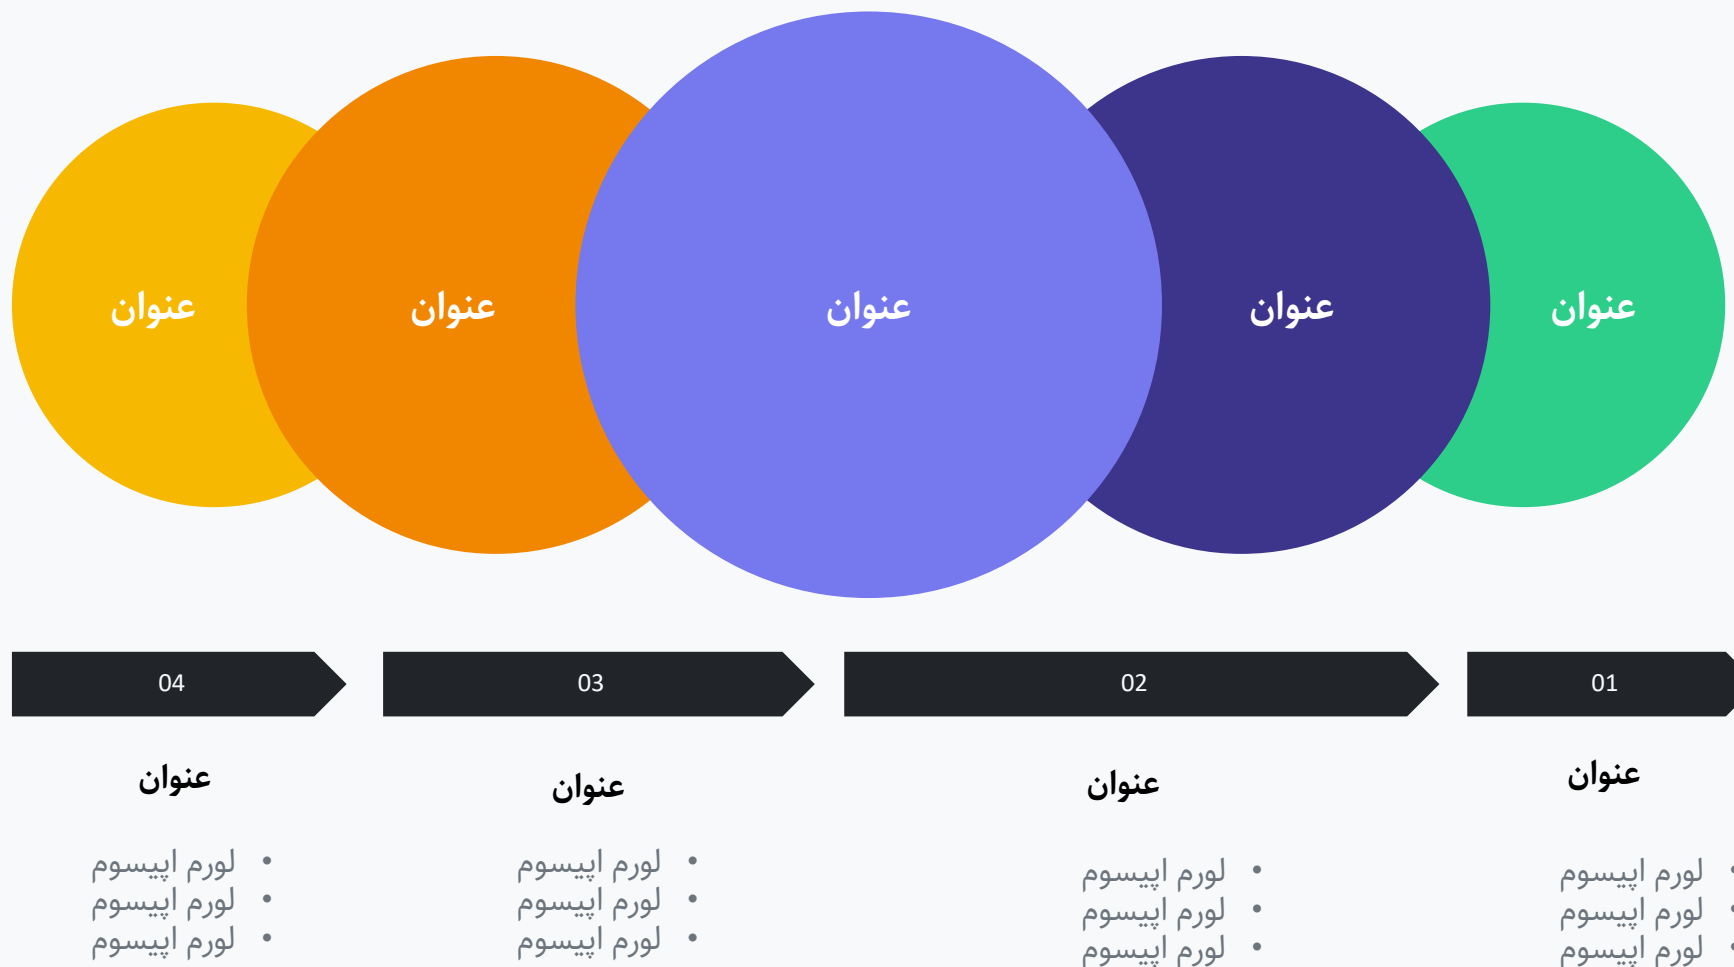 عنوان
عنوان
عنوان
عنوان
عنوان
01
02
03
04
عنوان
• لورم اپیسوم
• لورم اپیسوم
• لورم اپیسوم
عنوان
• لورم اپیسوم
• لورم اپیسوم
• لورم اپیسوم
عنوان
• لورم اپیسوم
• لورم اپیسوم
• لورم اپیسوم
عنوان
• لورم اپیسوم
• لورم اپیسوم
• لورم اپیسوم